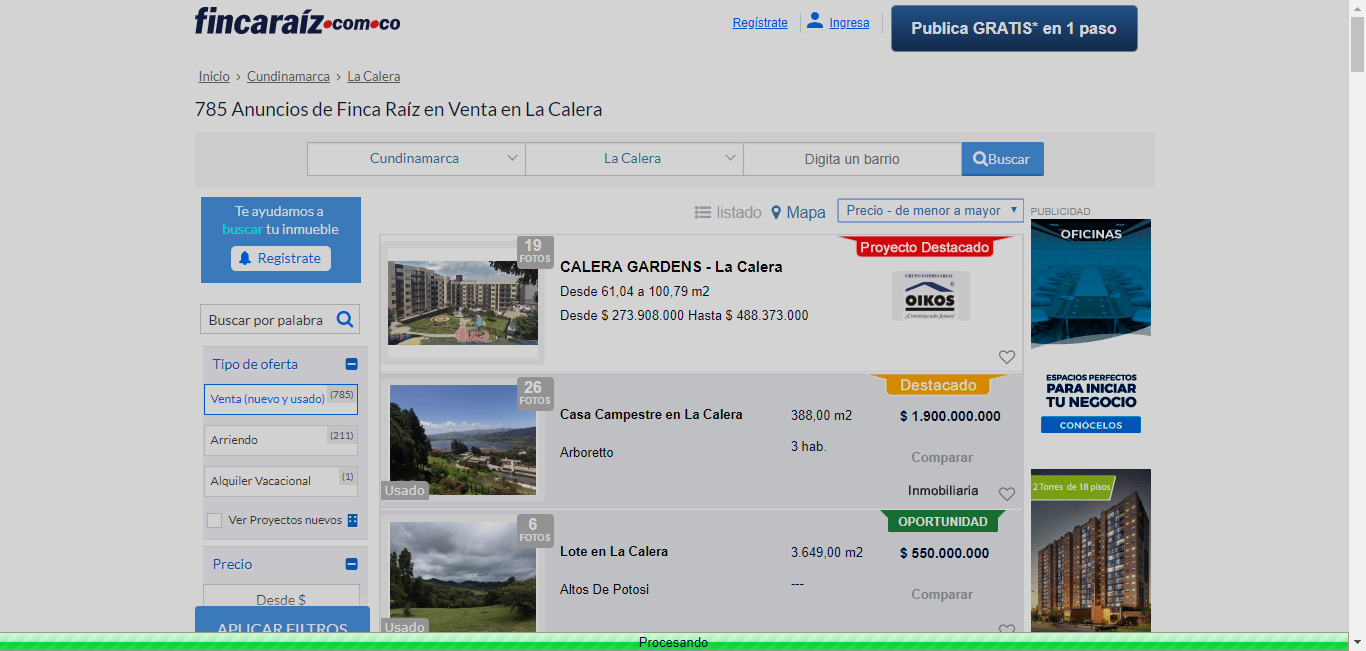 fincaraíz.com.co
Regístrate
Ingresa
Publica GRATIS* en 1 paso
Inicio › Cundinamarca › La Calera
785 Anuncios de Finca Raíz en Venta en La Calera
Cundinamarca
La Calera
Digita un barrio
Buscar
Te ayudamos a
buscar tu inmueble
Registrate
Buscar por palabra
Tipo de oferta
Venta (nuevo y usado) (785)
Arriendo (211)
Alquiler Vacacional (1)
Ver Proyectos nuevos
Precio
Desde $
APLICAR FILTROS
listado
Mapa
Precio - de menor a mayor
19
FOTOS
CALERA GARDENS - La Calera
Desde 61,04 a 100,79 m2
Desde $ 273.908.000 Hasta $ 488.373.000
Proyecto Destacado
GRUPO EMPRESARIAL
OIKOS
¡Construyendo futuro!
26
FOTOS
Usado
Casa Campestre en La Calera
Arboretto
388,00 m2
3 hab.
Destacado
$ 1.900.000.000
Comparar
Inmobiliaria
6
FOTOS
Usado
Lote en La Calera
Altos De Potosi
3.649,00 m2
---
OPORTUNIDAD
$ 550.000.000
Comparar
PUBLICIDAD
OFICINAS
ESPACIOS PERFECTOS
PARA INICIAR
TU NEGOCIO
CONÓCELOS
2 Torres de 18 pisos
Procesando